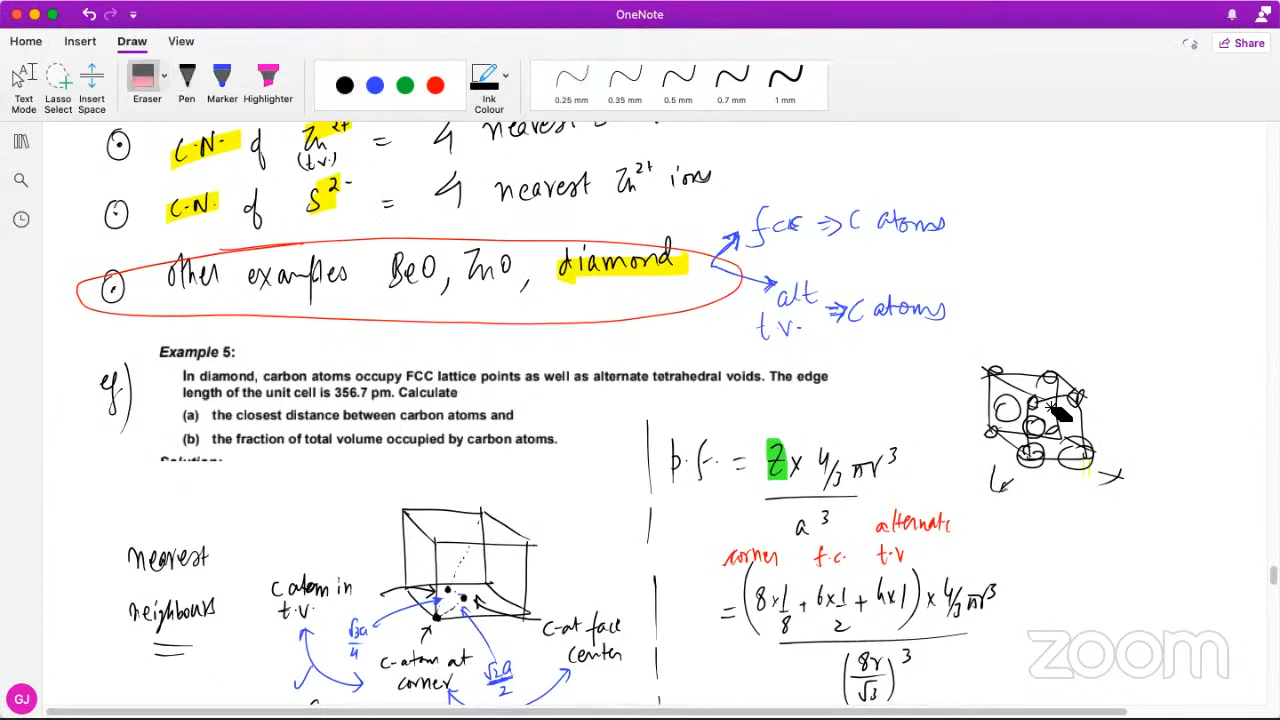 OneNote
Home Insert Draw View
Share
Text Mode
Lasso Select
Insert Space
Eraser
Pen
Marker
Highlighter
Ink Colour
0.25 mm 0.35 mm 0.5 mm 0.7 mm 1 mm
C.N. of Zn2+ = 4 nearest
(t.v.)
C.N. of S2- = 4 nearest Zn2+ ions
fcc => C atoms
Other examples BeO, ZnO, diamond
alt t.v. => C atoms
eg)
Example 5:
In diamond, carbon atoms occupy FCC lattice points as well as alternate tetrahedral voids. The edge
length of the unit cell is 356.7 pm. Calculate
(a) the closest distance between carbon atoms and
(b) the fraction of total volume occupied by carbon atoms.
p.f. = Z × 4/3 πr³
a³
corner f.c. alternate t.v
= (8×1/8 + 6×1/2 + 4×1) × 4/3 πr³
(8r/√3)³
nearest
neighbours
C atom in
t.v.
√3a/4
C-atom at
corner
√2a/2
C-at face
center
GJ
zoom